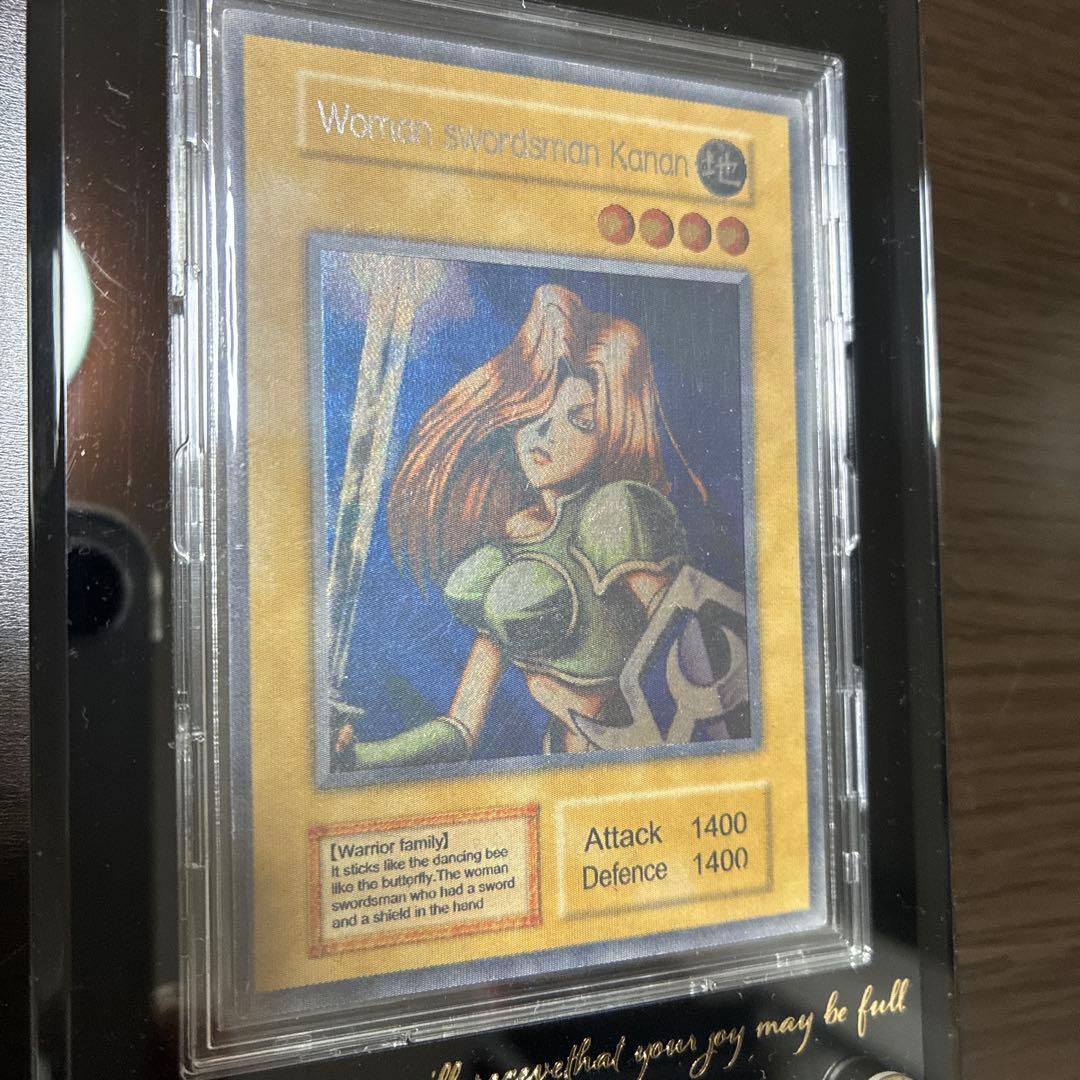 Woman swordsman Kanan 地
【Warrior family】
It sticks like the dancing bee
like the butterfly.The woman
swordsman who had a sword
and a shield in the hand
Attack 1400
Defence 1400
your joy may be full